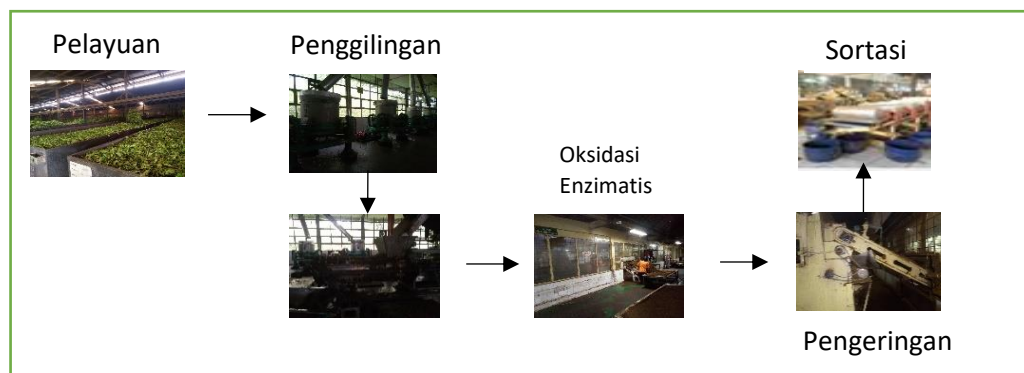 Pelayuan
Penggilingan
Sortasi
Oksidasi
Enzimatis
Pengeringan